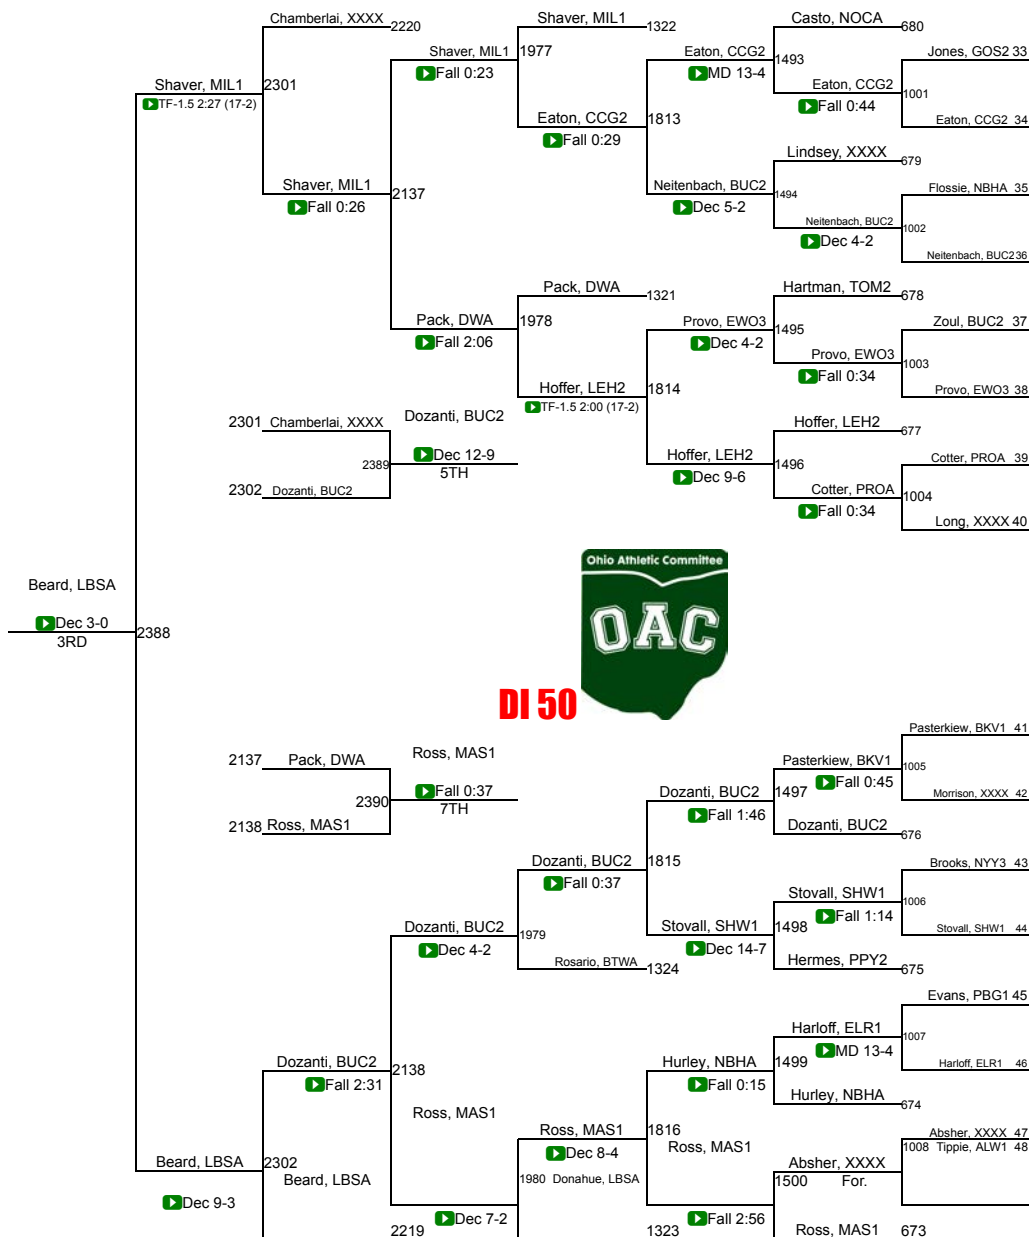 Chamberlai, XXXX
2220
Shaver, MIL1
1322
Casto, NOCA
680
Shaver, MIL1
1977
Eaton, CCG2
1493
Jones, GOS2 33
Fall 0:23
MD 13-4
Shaver, MIL1
2301
Eaton, CCG2
1001
TF-1.5 2:27 (17-2)
Fall 0:44
Eaton, CCG2
1813
Eaton, CCG2 34
Fall 0:29
Lindsey, XXXX
679
Shaver, MIL1
2137
Neitenbach, BUC2
1494
Flossie, NBHA 35
Fall 0:26
Dec 5-2
Neitenbach, BUC2
1002
Dec 4-2
Neitenbach, BUC2 36
Pack, DWA
1321
Hartman, TOM2
678
Pack, DWA
1978
Provo, EWO3
1495
Zoul, BUC2 37
Fall 2:06
Dec 4-2
Provo, EWO3
1003
Fall 0:34
Hoffer, LEH2
1814
Provo, EWO3 38
TF-1.5 2:00 (17-2)
2301 Chamberlai, XXXX
Dozanti, BUC2
Hoffer, LEH2
677
Dec 12-9
2389
5TH
Hoffer, LEH2
1496
Cotter, PROA 39
Dec 9-6
2302 Dozanti, BUC2
Cotter, PROA
1004
Fall 0:34
Long, XXXX 40
Ohio Athletic Committee
OAC
Beard, LBSA
Dec 3-0
3RD
2388
DI 50
Pasterkiew, BKV1 41
2137 Pack, DWA
Ross, MAS1
Pasterkiew, BKV1
1005
Fall 0:45
Fall 0:37
2390
7TH
Dozanti, BUC2
1497
Morrison, XXXX 42
Fall 1:46
2138 Ross, MAS1
Dozanti, BUC2
676
Dozanti, BUC2
1815
Brooks, NYY3 43
Fall 0:37
Stovall, SHW1
1006
Fall 1:14
Dozanti, BUC2
1979
Stovall, SHW1
1498
Stovall, SHW1 44
Dec 4-2
Dec 14-7
Rosario, BTWA
1324
Hermes, PPY2
675
Evans, PBG1 45
Harloff, ELR1
1007
MD 13-4
Dozanti, BUC2
2138
Hurley, NBHA
1499
Harloff, ELR1 46
Fall 2:31
Fall 0:15
Hurley, NBHA
674
Ross, MAS1
Ross, MAS1
1816
Absher, XXXX 47
Dec 8-4
Ross, MAS1
1008 Tippie, ALW1 48
Beard, LBSA
2302
Absher, XXXX
Beard, LBSA
1980 Donahue, LBSA
1500 For.
Dec 9-3
Dec 7-2
Fall 2:56
2219
1323
Ross, MAS1
673